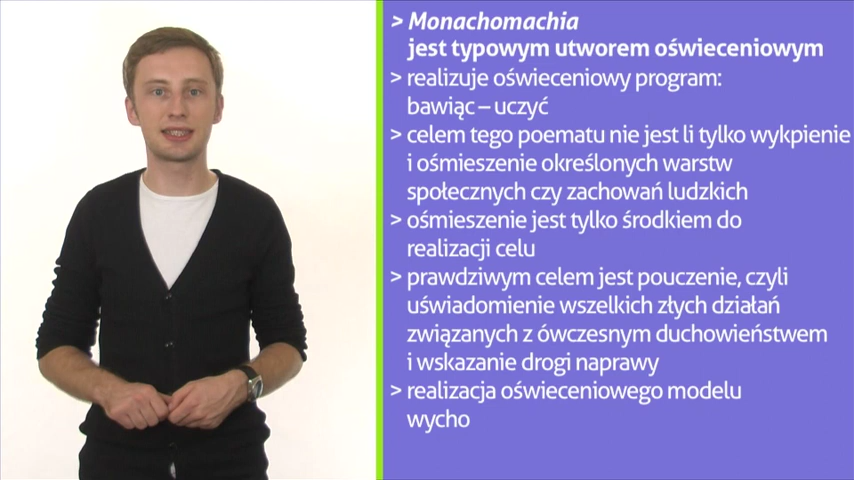 > Monachomachia
jest typowym utworem oświeceniowym
> realizuje oświeceniowy program:
bawiąc – uczyć
> celem tego poematu nie jest li tylko wykpienie
i ośmieszenie określonych warstw
społecznych czy zachowań ludzkich
> ośmieszenie jest tylko środkiem do
realizacji celu
> prawdziwym celem jest pouczenie, czyli
uświadomienie wszelkich złych działań
związanych z ówczesnym duchowieństwem
i wskazanie drogi naprawy
> realizacja oświeceniowego modelu
wycho